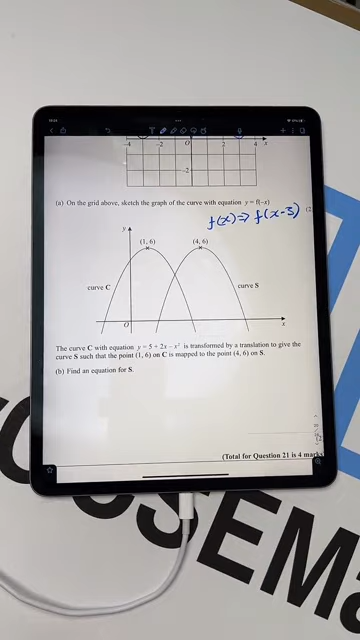 -4 -2 O 2 4 x
-2
(a) On the grid above, sketch the graph of the curve with equation y = f(−x)
f(x) ⇒ f(x-3)
(2
y
(1, 6) (4, 6)
curve C curve S
O x
The curve C with equation y = 5 + 2x − x² is transformed by a translation to give the
curve S such that the point (1, 6) on C is mapped to the point (4, 6) on S.
(b) Find an equation for S.
(2
(Total for Question 21 is 4 marks
OSEM